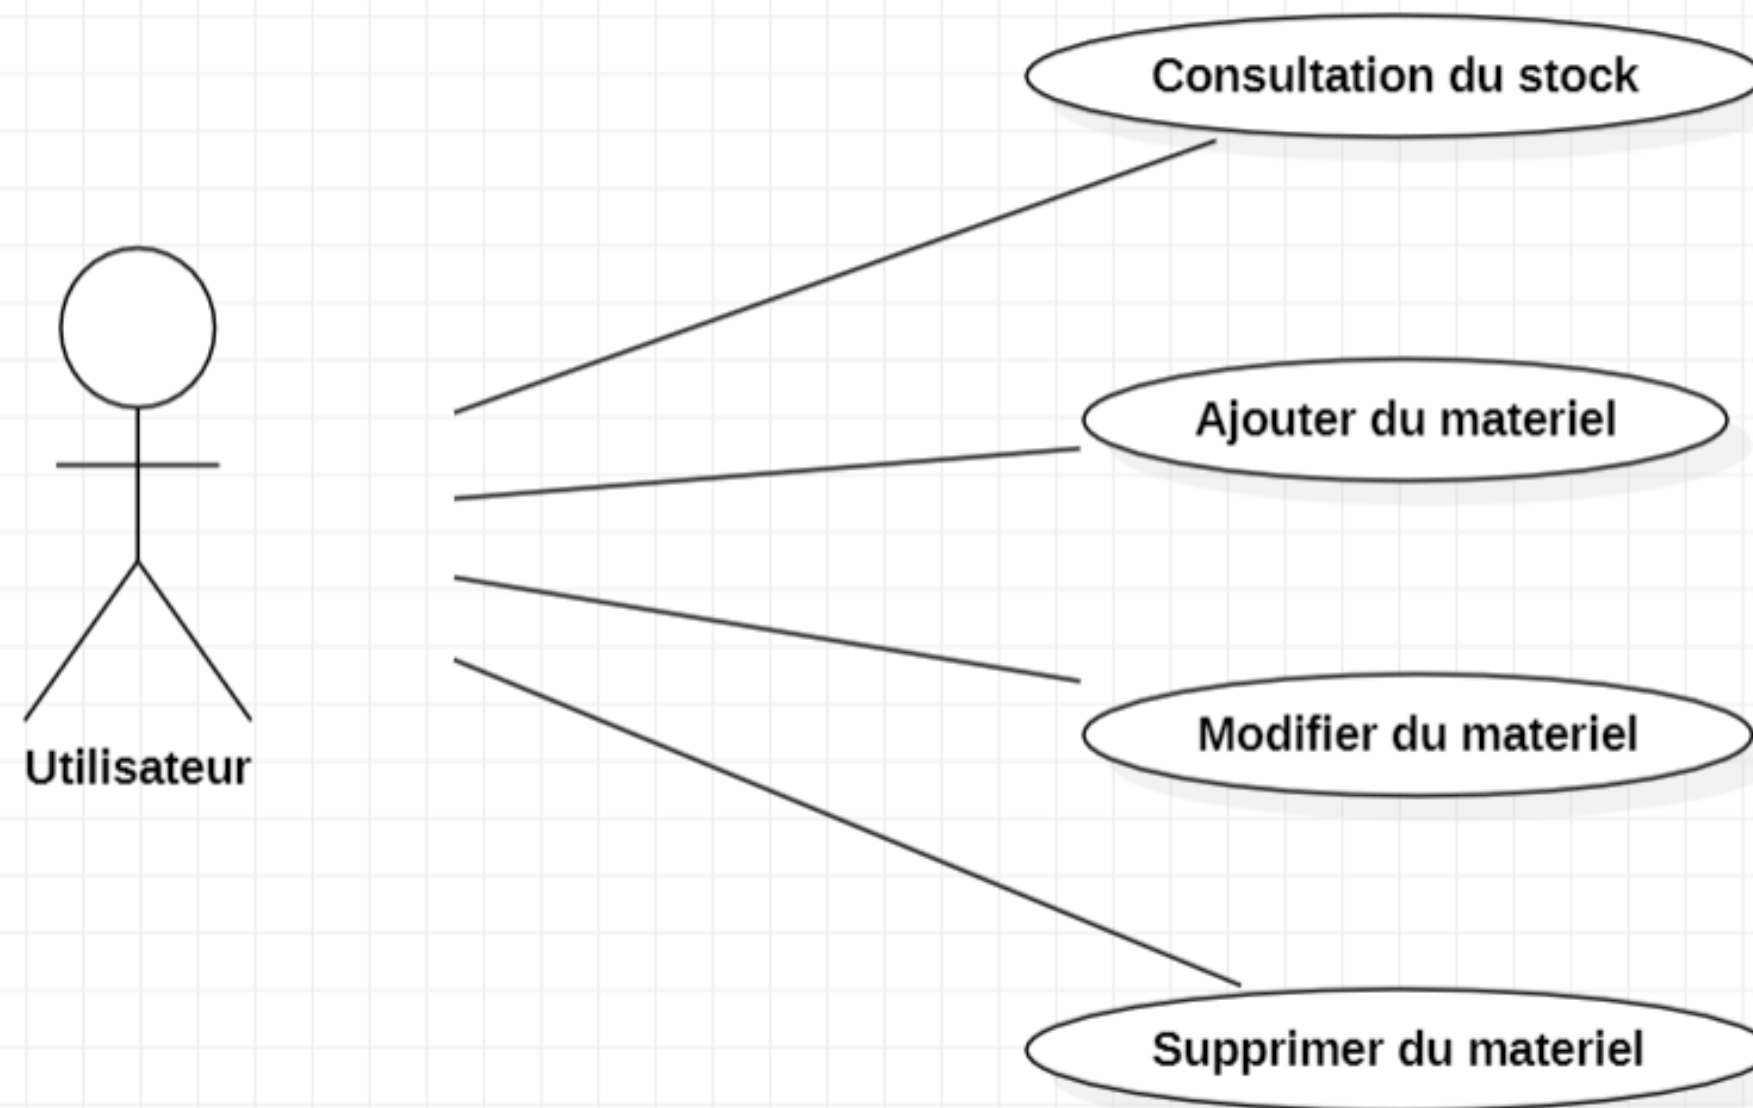 Consultation du stock
Ajouter du materiel
Modifier du materiel
Utilisateur
Supprimer du materiel